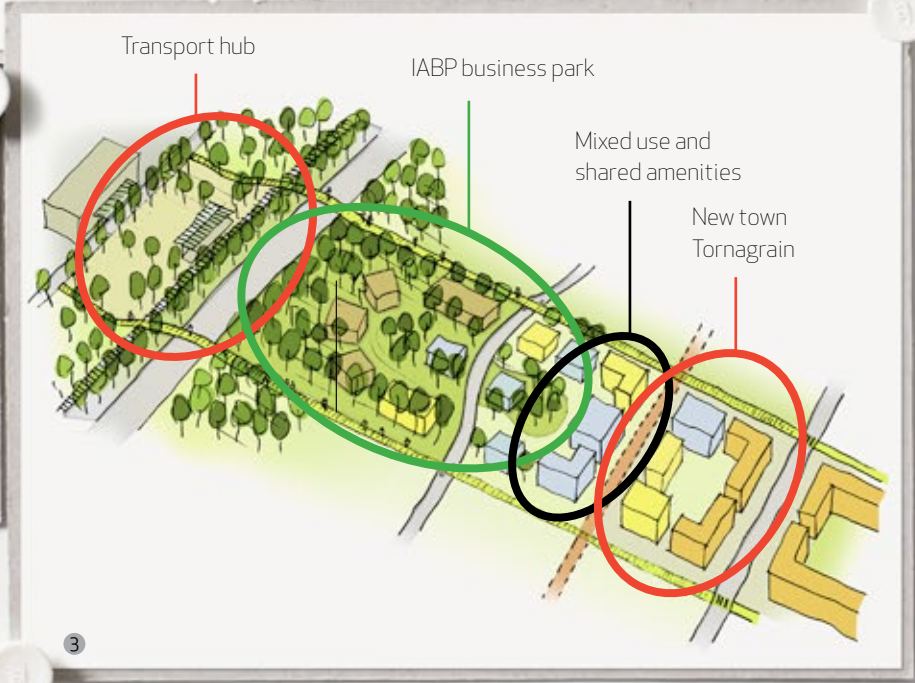 Transport hub
IABP business park
Mixed use and
shared amenities
New town
Tornagrain
3